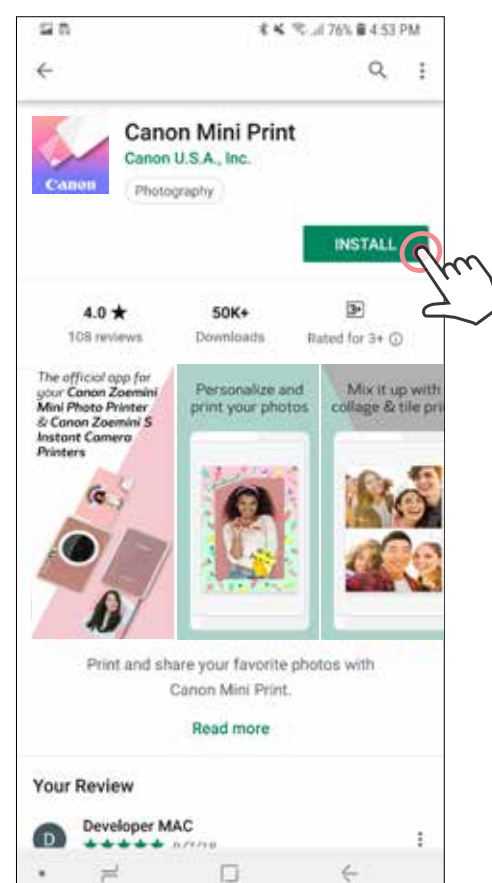 76% 4:53 PM
Canon Mini Print
Canon U.S.A., Inc.
Canon
Photography
INSTALL
4.0 ★
50K+
3+
108 reviews
Downloads
Rated for 3+
The official app for
your Canon Zoemini
Mini Photo Printer
& Canon Zoemini S
Instant Camera
Printers
Personalize and
print your photos
Mix it up with
collage & tile
Print and share your favorite photos with
Canon Mini Print.
Read more
Your Review
D
Developer MAC